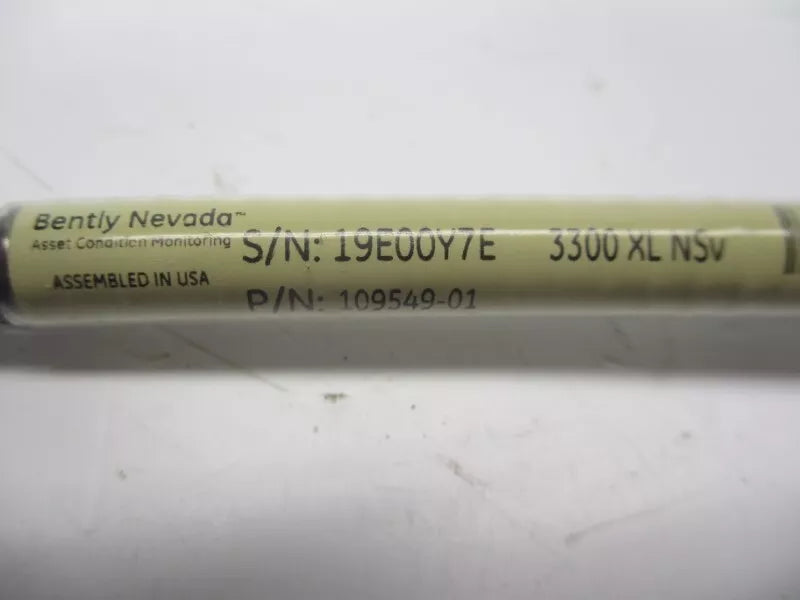 Bently Nevada™
Asset Condition Monitoring
ASSEMBLED IN USA
S/N: 19E00Y7E 3300 XL NSv
P/N: 109549-01